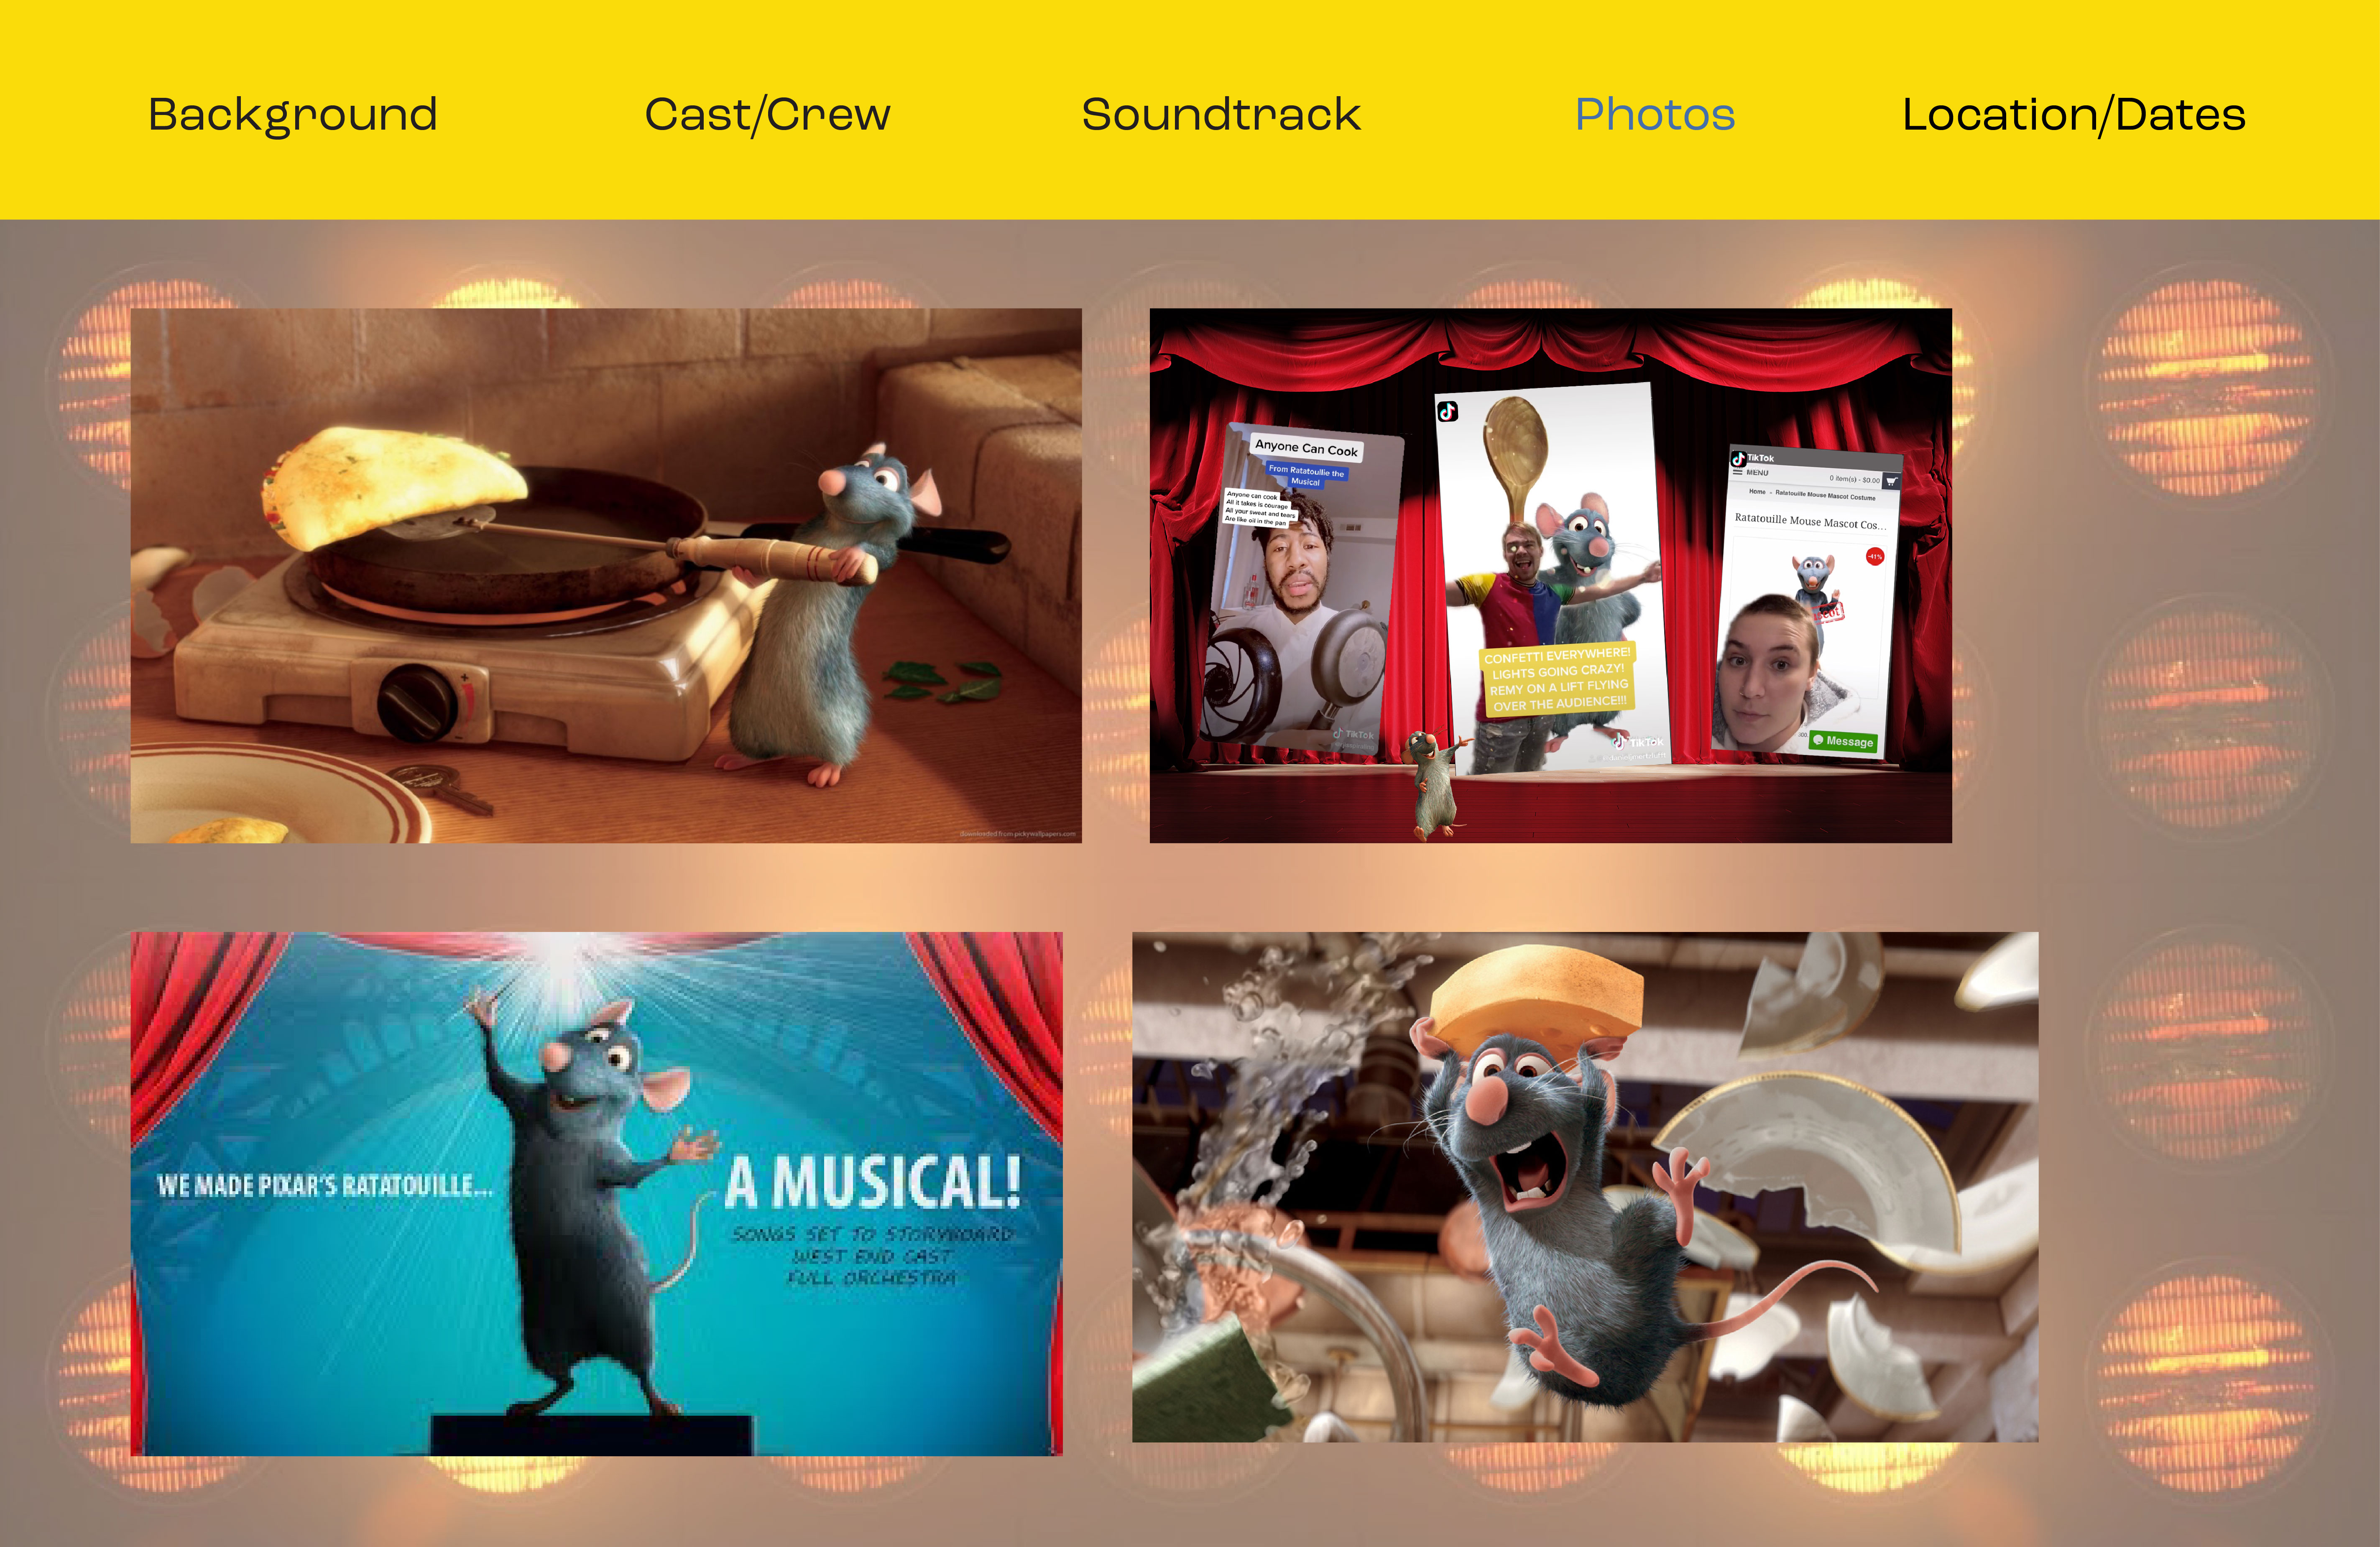 Background
Cast/Crew
Soundtrack
Photos
Location/Dates
downloaded from pickywallpapers.com
Anyone Can Cook
From Ratatoullie the
Musical
Anyone can cook
All it takes is courage
All your sweat and tears
Are like oil in the pan
TikTok
CONFETTI EVERYWHERE!
LIGHTS GOING CRAZY!
REMY ON A LIFT FLYING
OVER THE AUDIENCE!!!
TikTok
TikTok
MENU
0 item(s) - $0.00
Home
Ratatouille Mouse Mascot Costume
Ratatouille Mouse Mascot Cos...
-41%
Message
WE MADE PIXAR'S RATATOUILLE...
A MUSICAL!
SONGS SET TO STORYBOARD
WEST END CAST
FULL ORCHESTRA